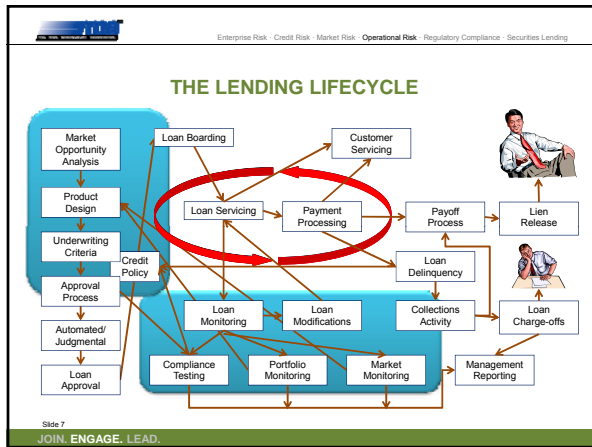 Enterprise Risk · Credit Risk · Market Risk · Operational Risk · Regulatory Compliance · Securities Lending
THE LENDING LIFECYCLE
Market
Opportunity
Analysis
Loan Boarding
Customer
Servicing
Product
Design
Loan Servicing
Payment
Processing
Payoff
Process
Lien
Release
Underwriting
Criteria
Credit
Policy
Loan
Delinquency
Approval
Process
Automated/
Judgmental
Loan
Monitoring
Loan
Modifications
Collections
Activity
Loan
Charge-offs
Loan
Approval
Compliance
Testing
Portfolio
Monitoring
Market
Monitoring
Management
Reporting
Slide 7
JOIN. ENGAGE. LEAD.